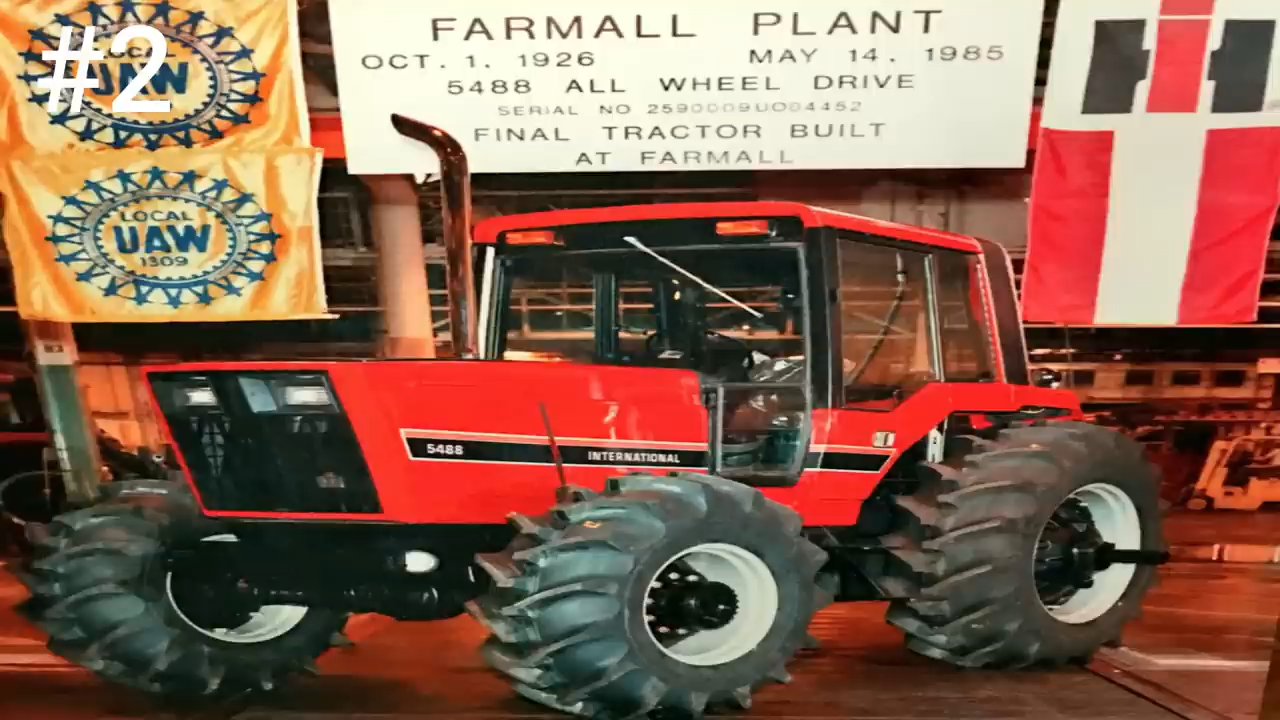 #2
LOCAL
UAW
LOCAL
UAW
1309
FARMALL PLANT
OCT. 1. 1926 MAY 14. 1985
5488 ALL WHEEL DRIVE
SERIAL NO 2590009U004452
FINAL TRACTOR BUILT
AT FARMALL
IH
5488 INTERNATIONAL